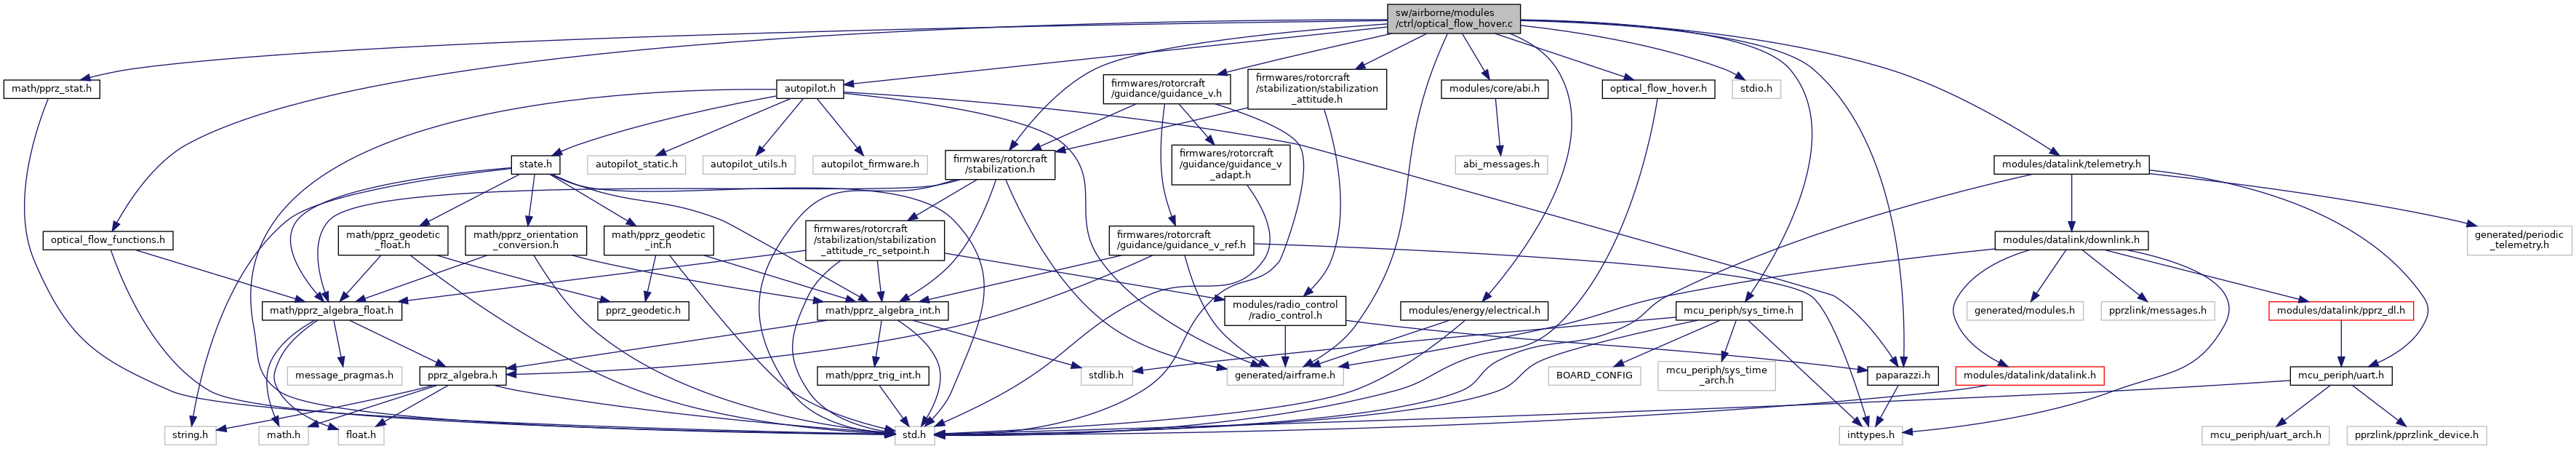 sw/airborne/modules
/ctrl/optical_flow_hover.c
math/pprz_stat.h
autopilot.h
firmwares/rotorcraft
/guidance/guidance_v.h
firmwares/rotorcraft
/stabilization/stabilization
_attitude.h
modules/core/abi.h
optical_flow_hover.h
stdio.h
state.h
autopilot_static.h
autopilot_utils.h
autopilot_firmware.h
firmwares/rotorcraft
/stabilization.h
firmwares/rotorcraft
/guidance/guidance_v
_adapt.h
abi_messages.h
modules/datalink/telemetry.h
optical_flow_functions.h
math/pprz_geodetic
_float.h
math/pprz_orientation
_conversion.h
math/pprz_geodetic
_int.h
firmwares/rotorcraft
/stabilization/stabilization
_attitude_rc_setpoint.h
firmwares/rotorcraft
/guidance/guidance_v_ref.h
modules/datalink/downlink.h
generated/periodic
_telemetry.h
math/pprz_algebra_float.h
pprz_geodetic.h
math/pprz_algebra_int.h
modules/radio_control
/radio_control.h
modules/energy/electrical.h
mcu_periph/sys_time.h
generated/modules.h
pprzlink/messages.h
modules/datalink/pprz_dl.h
message_pragmas.h
pprz_algebra.h
math/pprz_trig_int.h
stdlib.h
generated/airframe.h
BOARD_CONFIG
mcu_periph/sys_time
_arch.h
paparazzi.h
modules/datalink/datalink.h
mcu_periph/uart.h
string.h
math.h
float.h
std.h
inttypes.h
mcu_periph/uart_arch.h
pprzlink/pprzlink_device.h